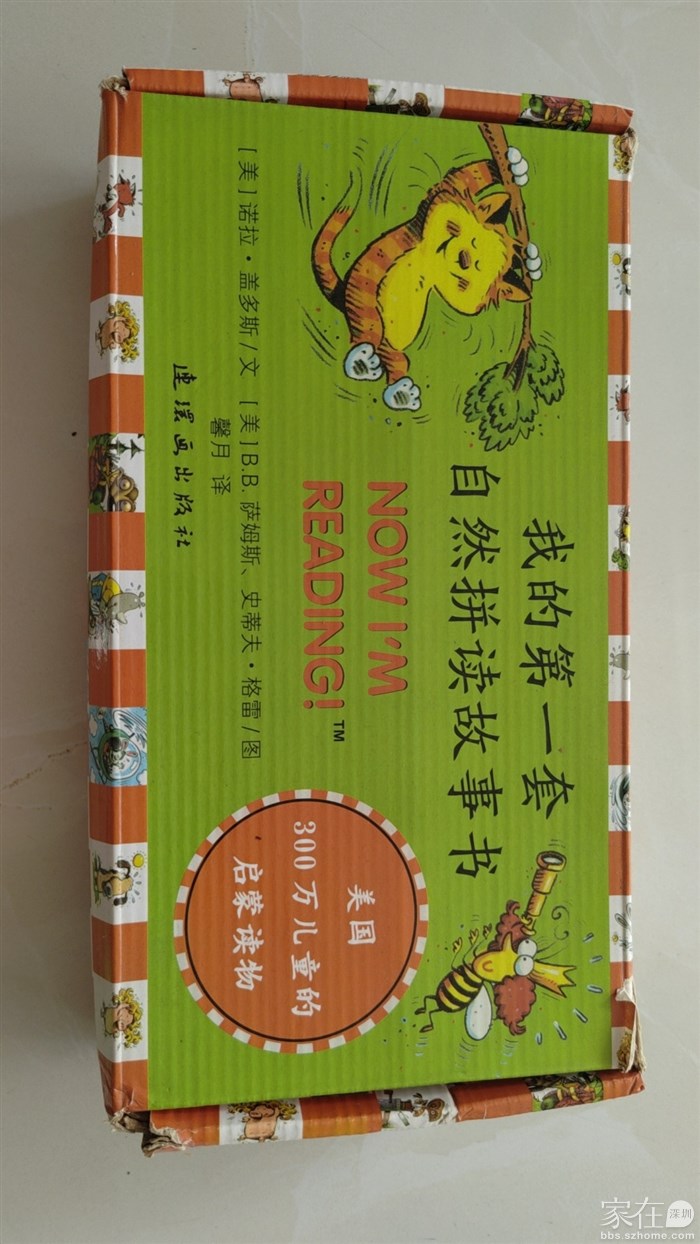 我的第一套
自然拼读故事书
NOW I'M
READING!™
[美] 诺拉·盖多斯/文 [美] B.B. 萨姆斯、史蒂夫·格雷/图
馨月 译
连环画出版社
美国
300万儿童的
启蒙读物
家在深圳
bbs.szhome.com